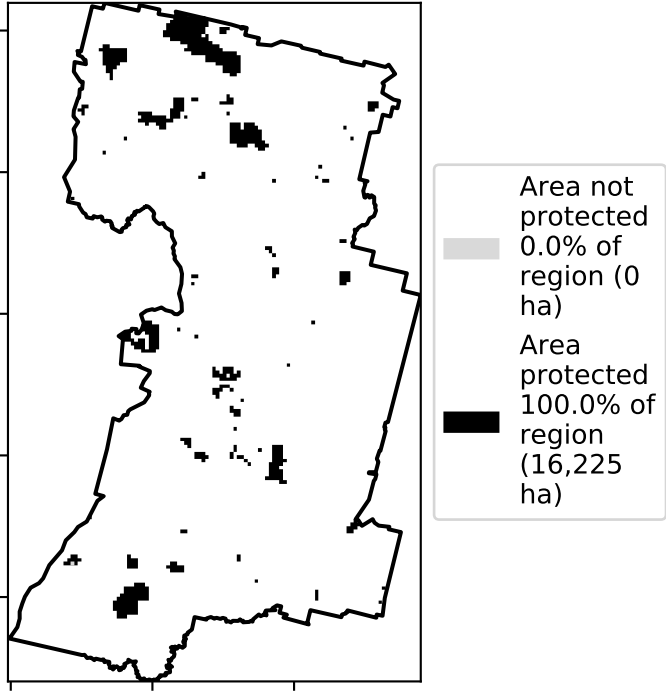 Area not
protected
0.0% of
region (0
ha)
Area
protected
100.0% of
region
(16,225
ha)